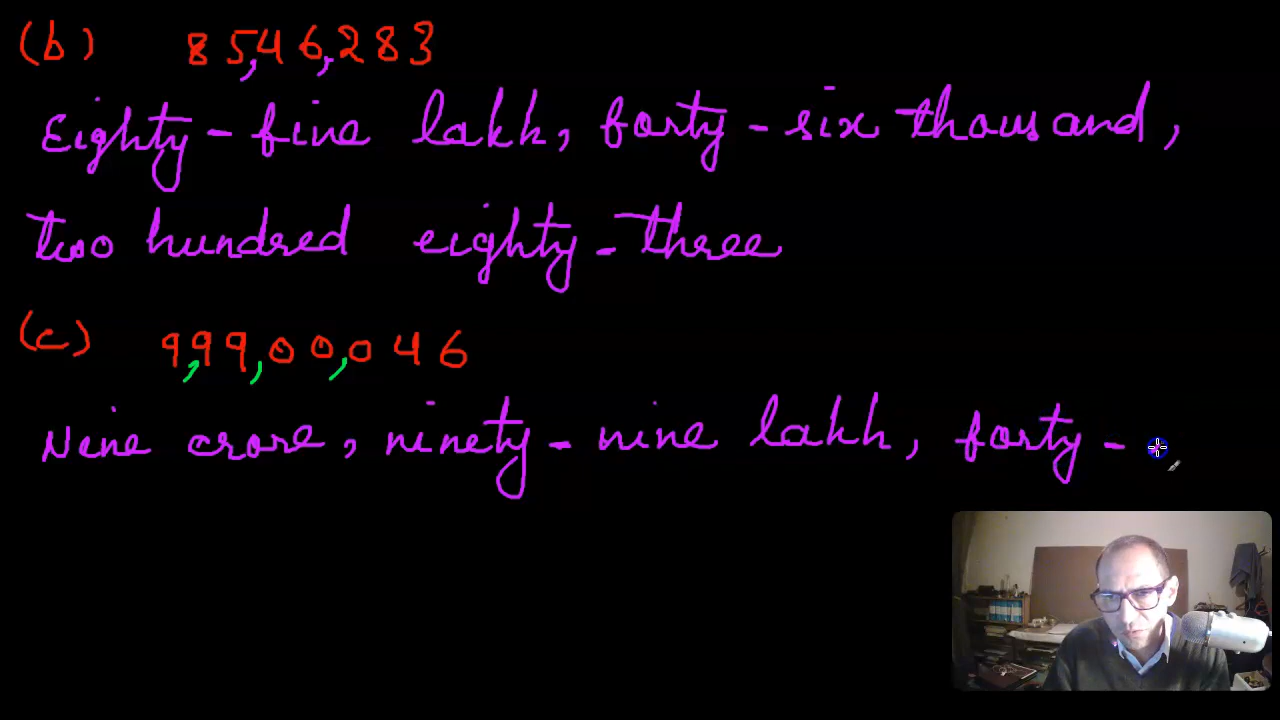 (b) 85,46,283
Eighty-five lakh, forty-six thousand,
two hundred eighty-three
(c) 9,99,00,046
Nine crore, ninety-nine lakh, forty-